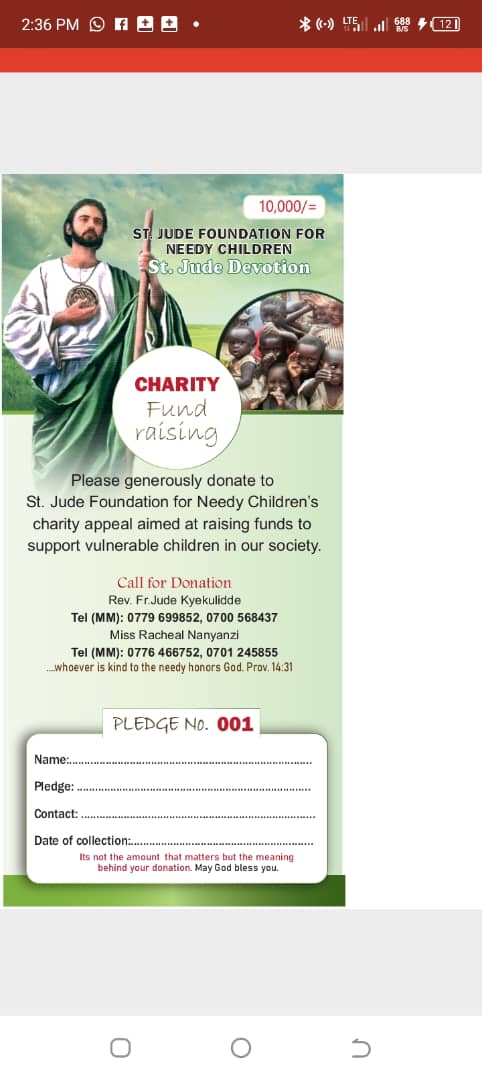 2:36 PM
LTE
688
B/S
12
10,000/=
ST. JUDE FOUNDATION FOR
NEEDY CHILDREN
St. Jude Devotion
CHARITY
Fund
raising
Please generously donate to
St. Jude Foundation for Needy Children's
charity appeal aimed at raising funds to
support vulnerable children in our society.
Call for Donation
Rev. Fr.Jude Kyekulidde
Tel (MM): 0779 699852, 0700 568437
Miss Racheal Nanyanzi
Tel (MM): 0776 466752, 0701 245855
....whoever is kind to the needy honors God. Prov. 14:31
PLEDGE No. 001
Name:..............................................................................
Pledge: ..........................................................................
Contact: ..........................................................................
Date of collection:..........................................................
Its not the amount that matters but the meaning
behind your donation. May God bless you.